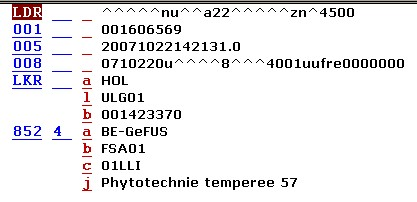 LDR ^^^^^nu^^a22^^^^^zn^4500
001 001606569
005 20071022142131.0
008 0710220u^^^^8^^^4001uufre0000000
LKR a HOL
l ULG01
b 001423370
852 4 a BE-GeFUS
b FSA01
c 01LLI
j Phytotechnie temperee 57